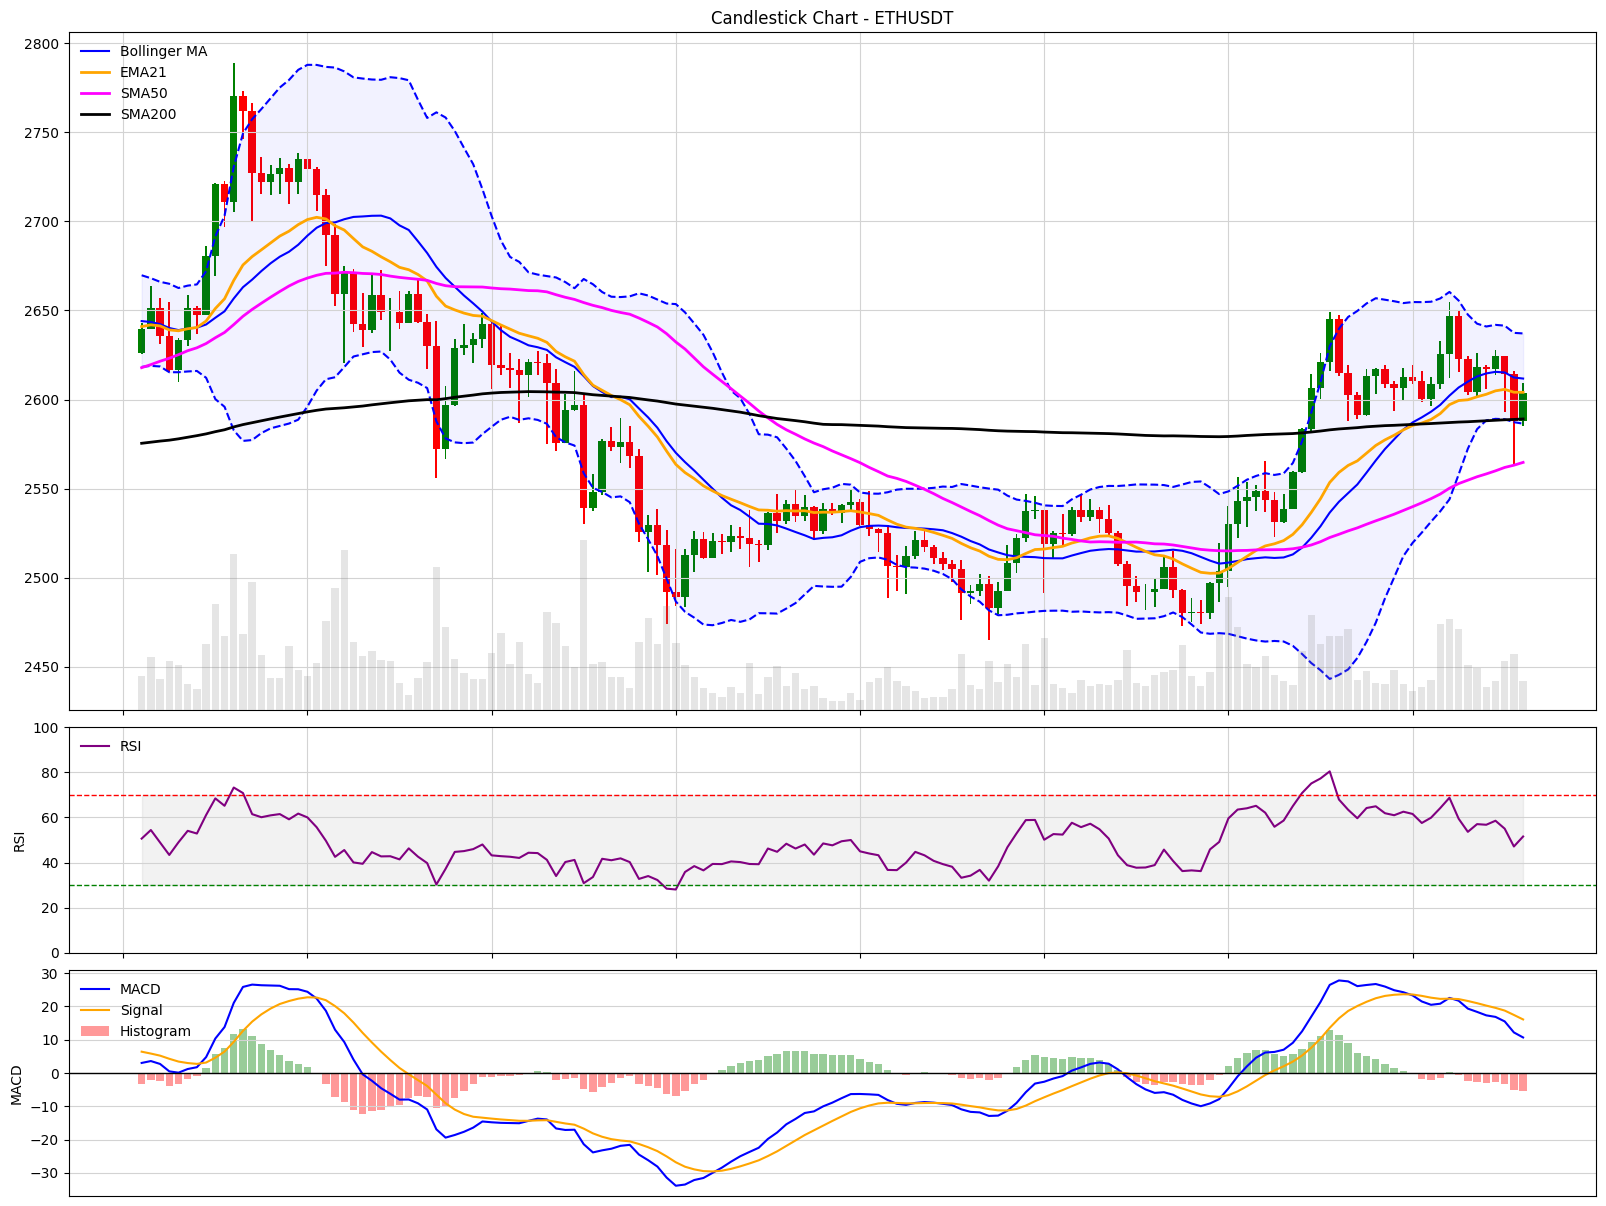 Candlestick Chart - ETHUSDT
2800
2750
2700
2650
2600
2550
2500
2450
Bollinger MA
EMA21
SMA50
SMA200
100
80
60
40
20
0
RSI
RSI
30
20
10
0
−10
−20
−30
MACD
MACD
Signal
Histogram